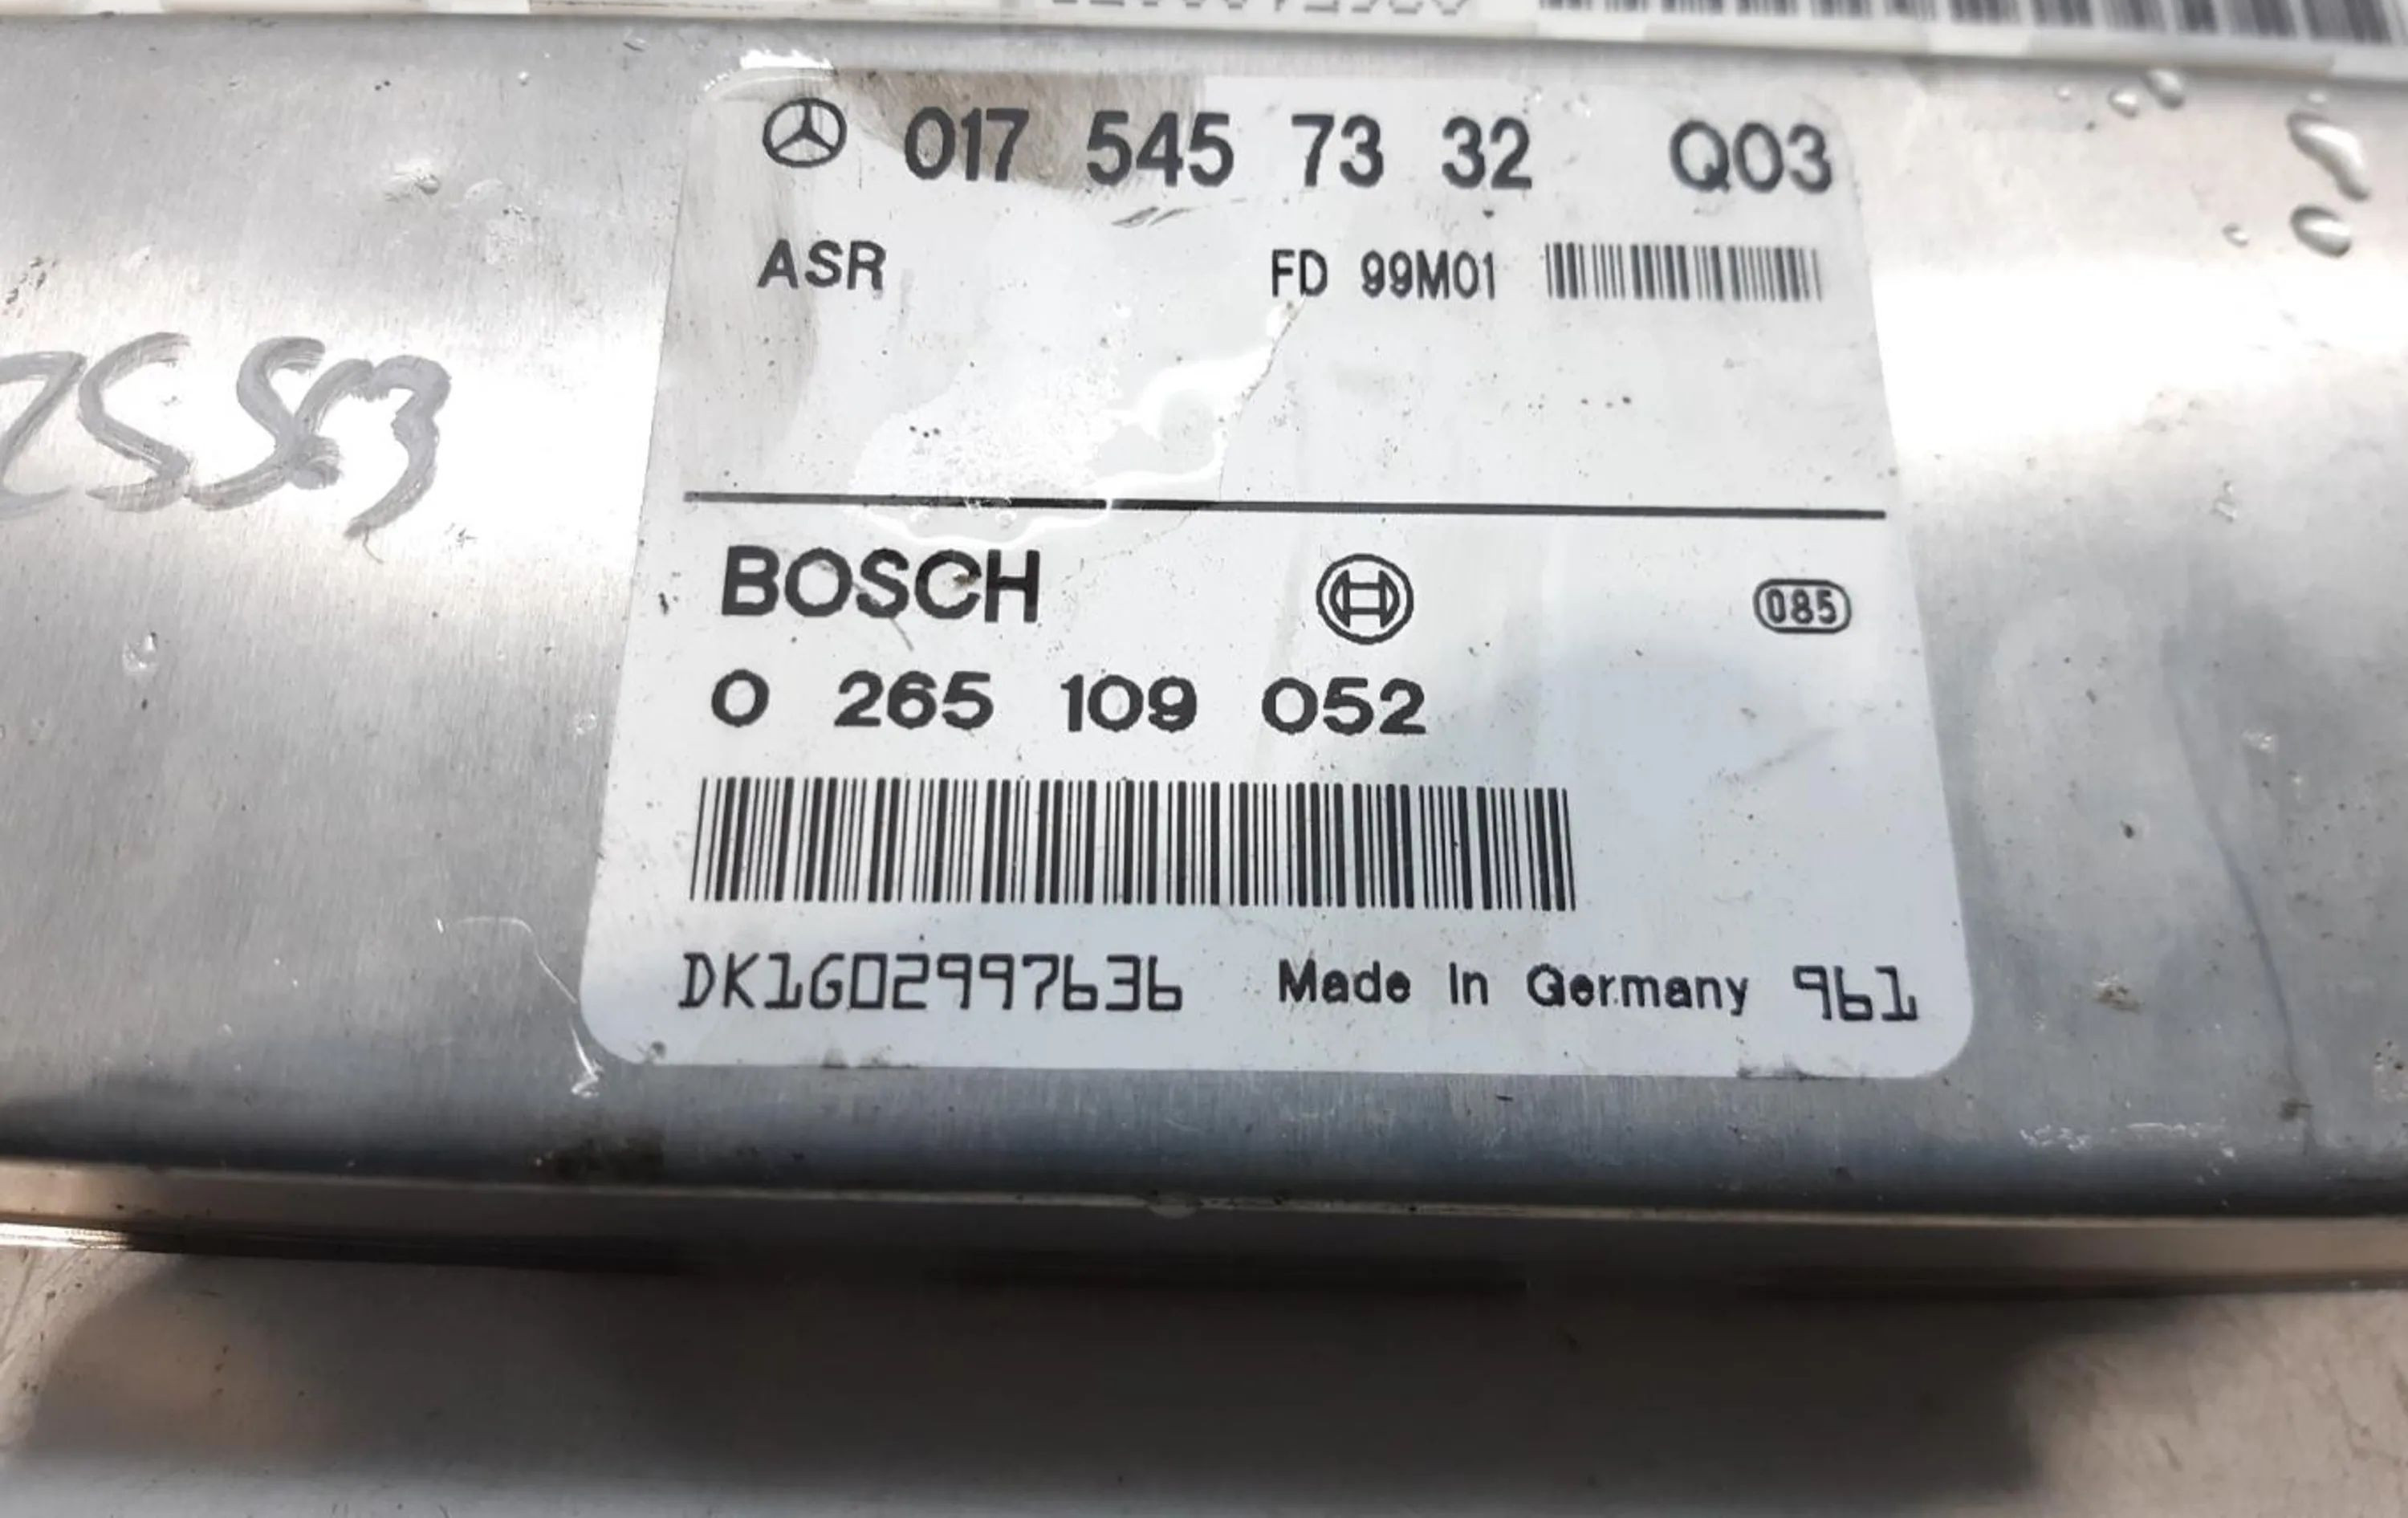 017 545 73 32 Q03
ASR FD 99M01
BOSCH 085
0 265 109 052
DK1G02997636 Made in Germany 961